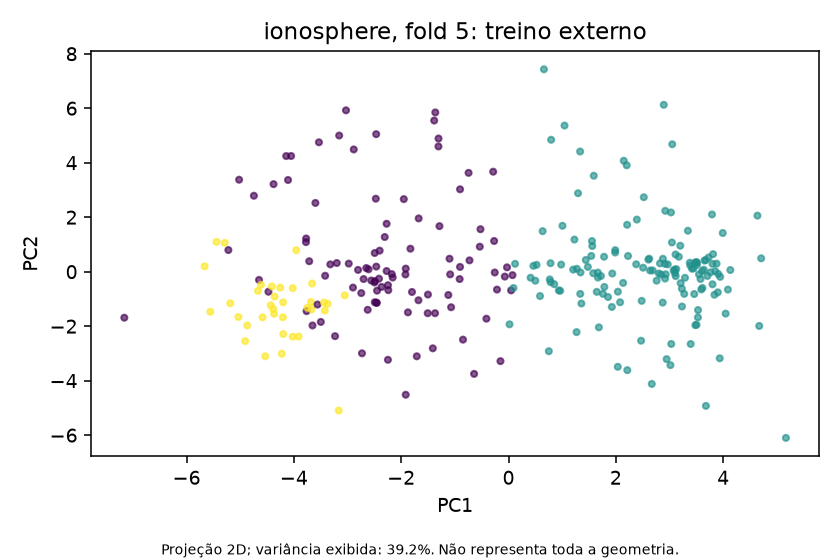 ionosphere, fold 5: treino externo
8
6
4
2
0
−2
−4
−6
PC2
−6 −4 −2 0 2 4
PC1
Projeção 2D; variância exibida: 39.2%. Não representa toda a geometria.